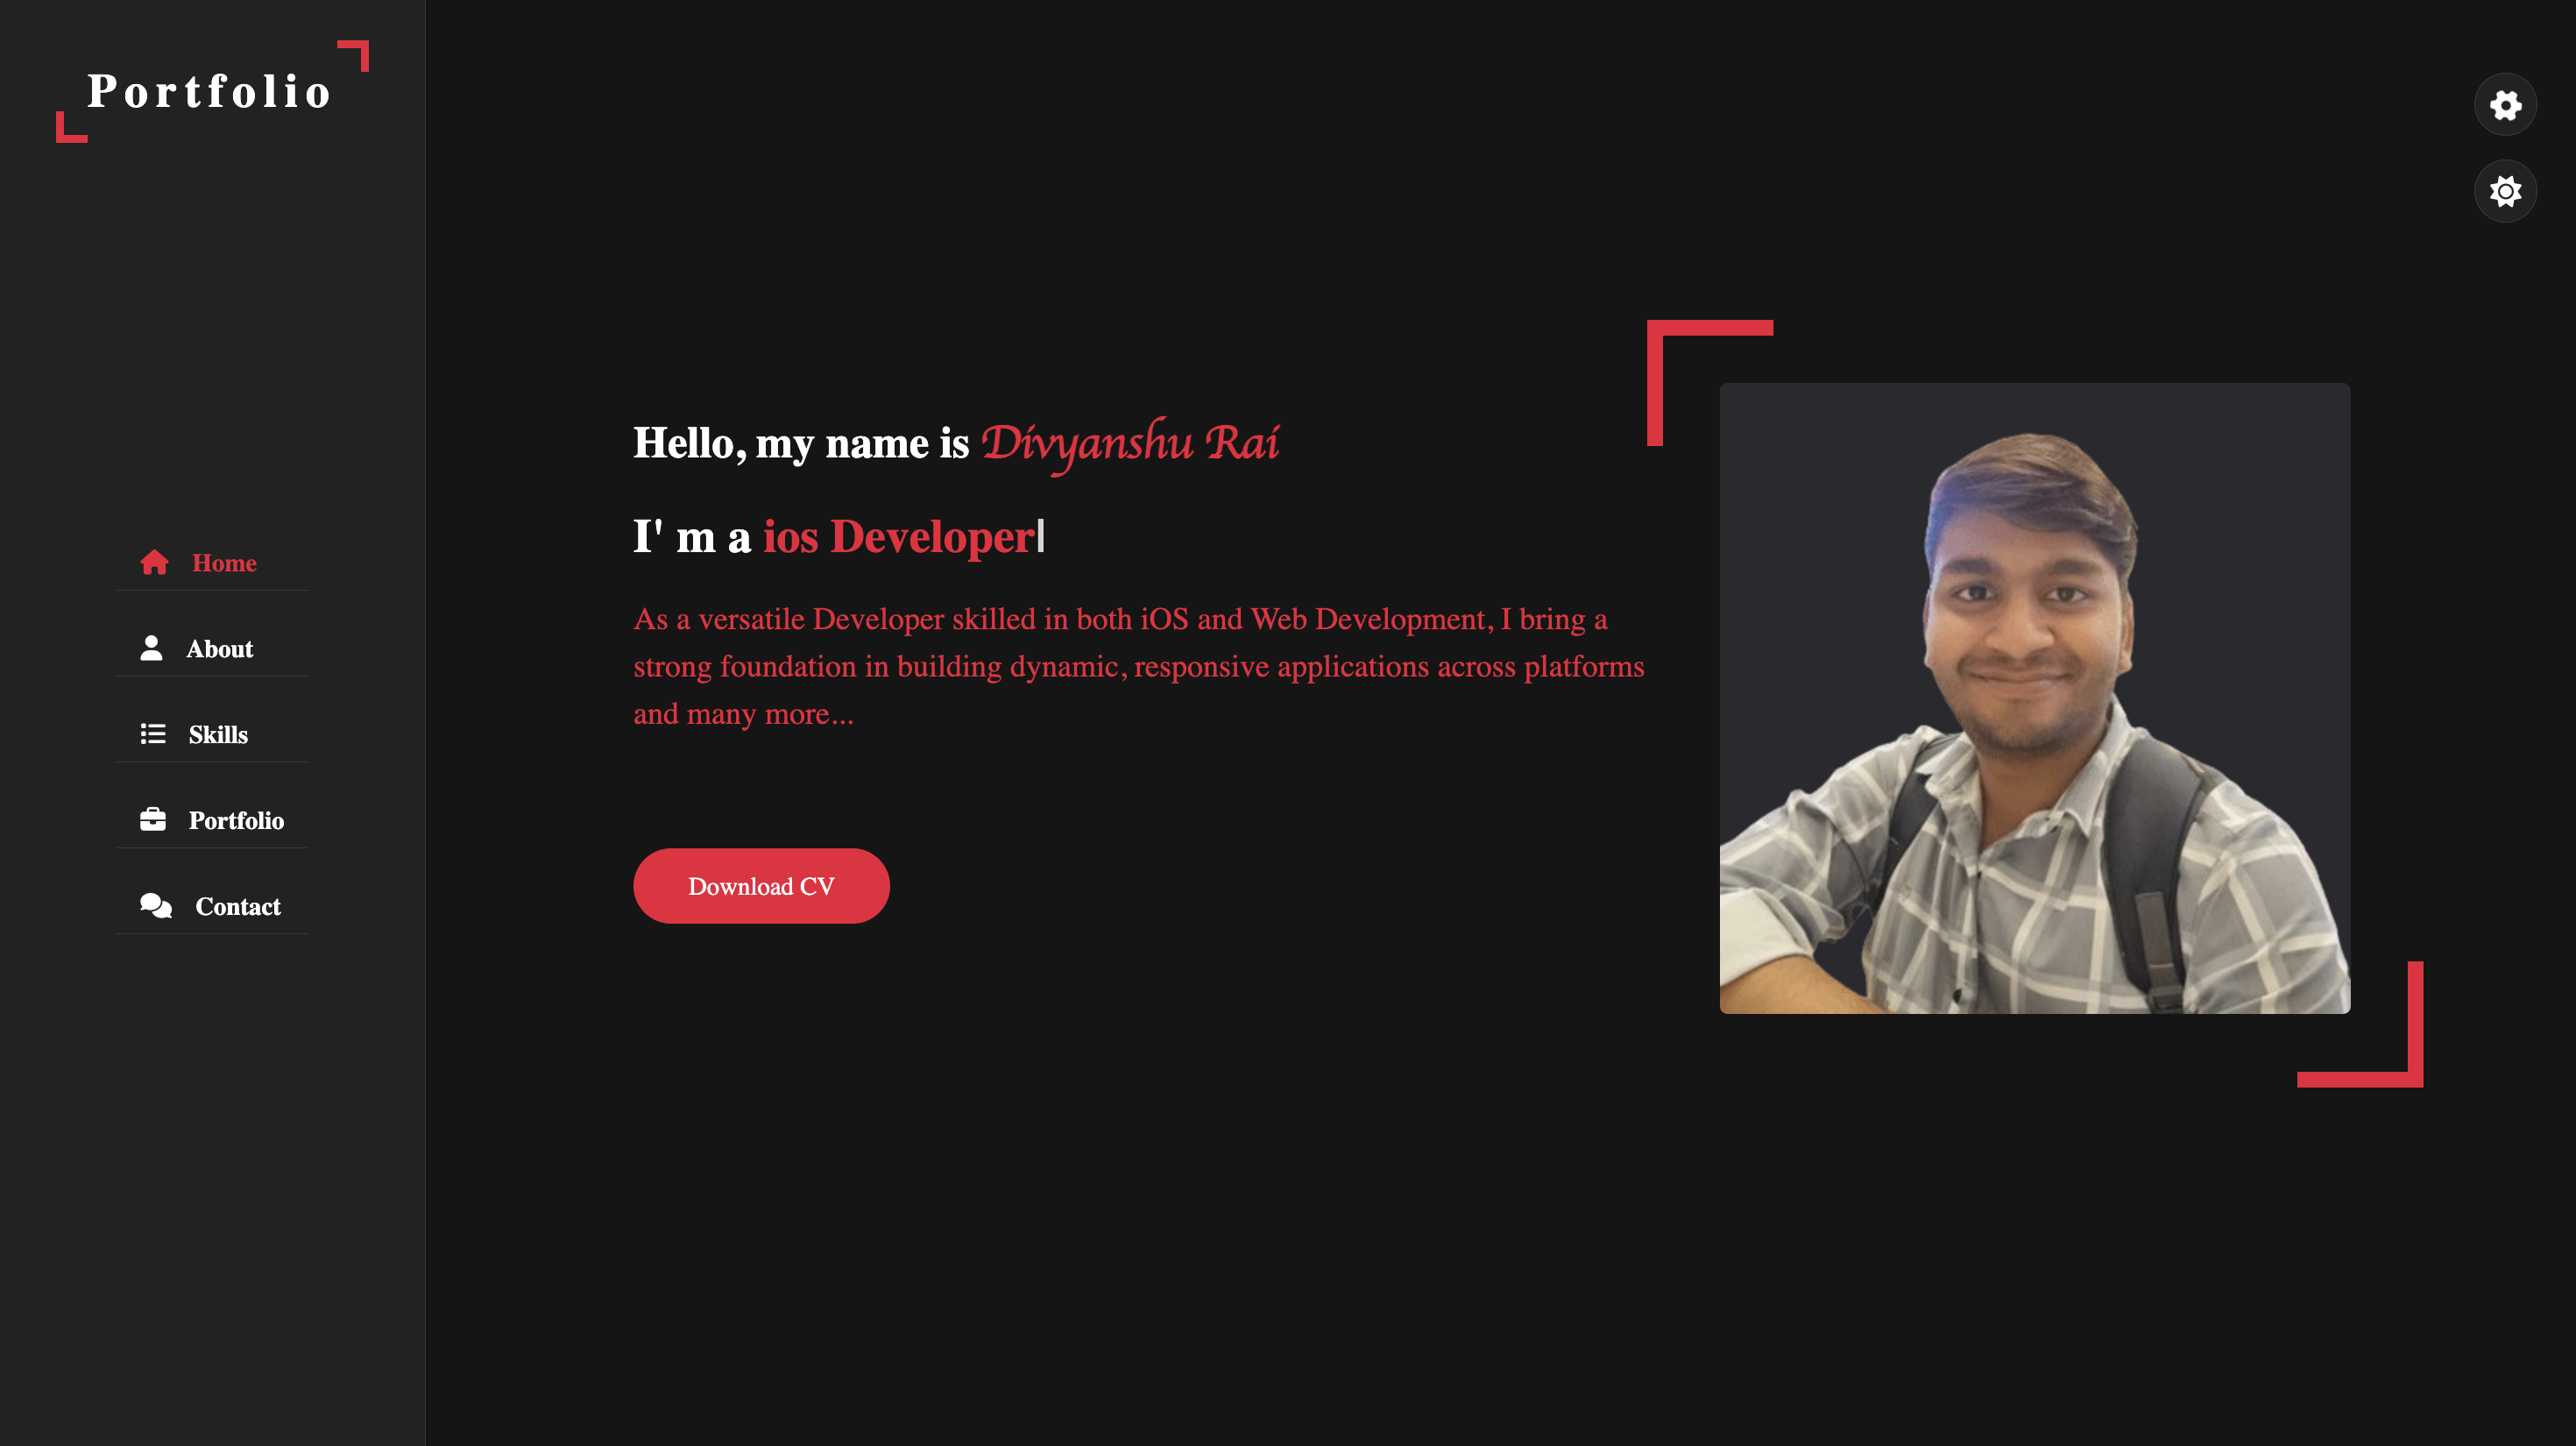 Portfolio
Home
About
Skills
Portfolio
Contact
Hello, my name is Divyanshu Rai
I' m a ios Developer
As a versatile Developer skilled in both iOS and Web Development, I bring a
strong foundation in building dynamic, responsive applications across platforms
and many more...
Download CV